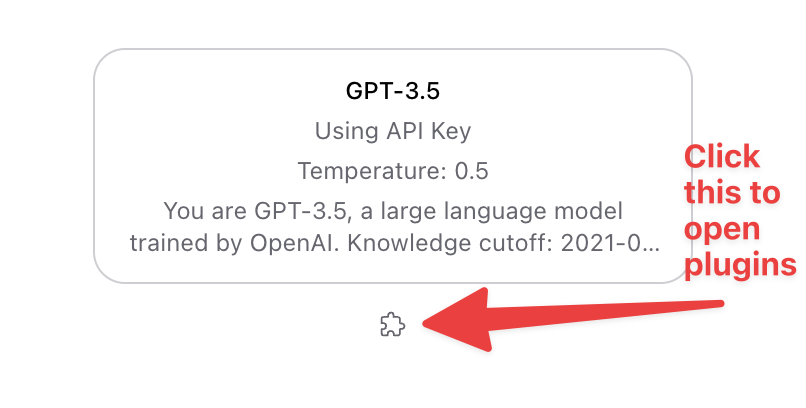 GPT-3.5
Using API Key
Temperature: 0.5
You are GPT-3.5, a large language model
trained by OpenAI. Knowledge cutoff: 2021-0...
Click
this to
open
plugins